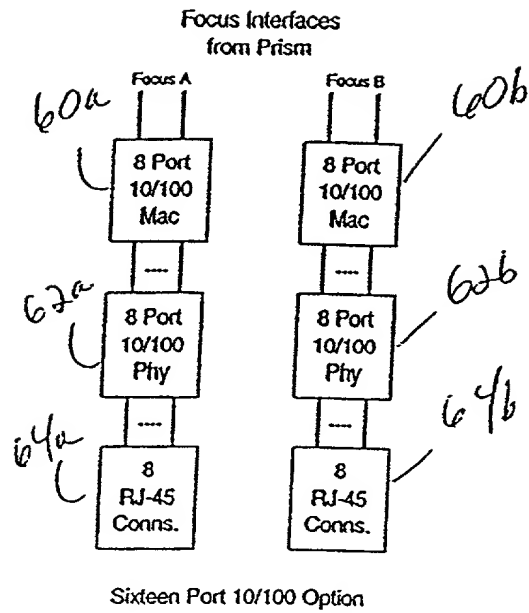 Focus Interfaces
from Prism
Focus A
Focus B
60a
60b
8 Port
10/100
Mac
8 Port
10/100
Mac
62a
62b
8 Port
10/100
Phy
8 Port
10/100
Phy
64a
64b
8
RJ-45
Conns.
8
RJ-45
Conns.
Sixteen Port 10/100 Option